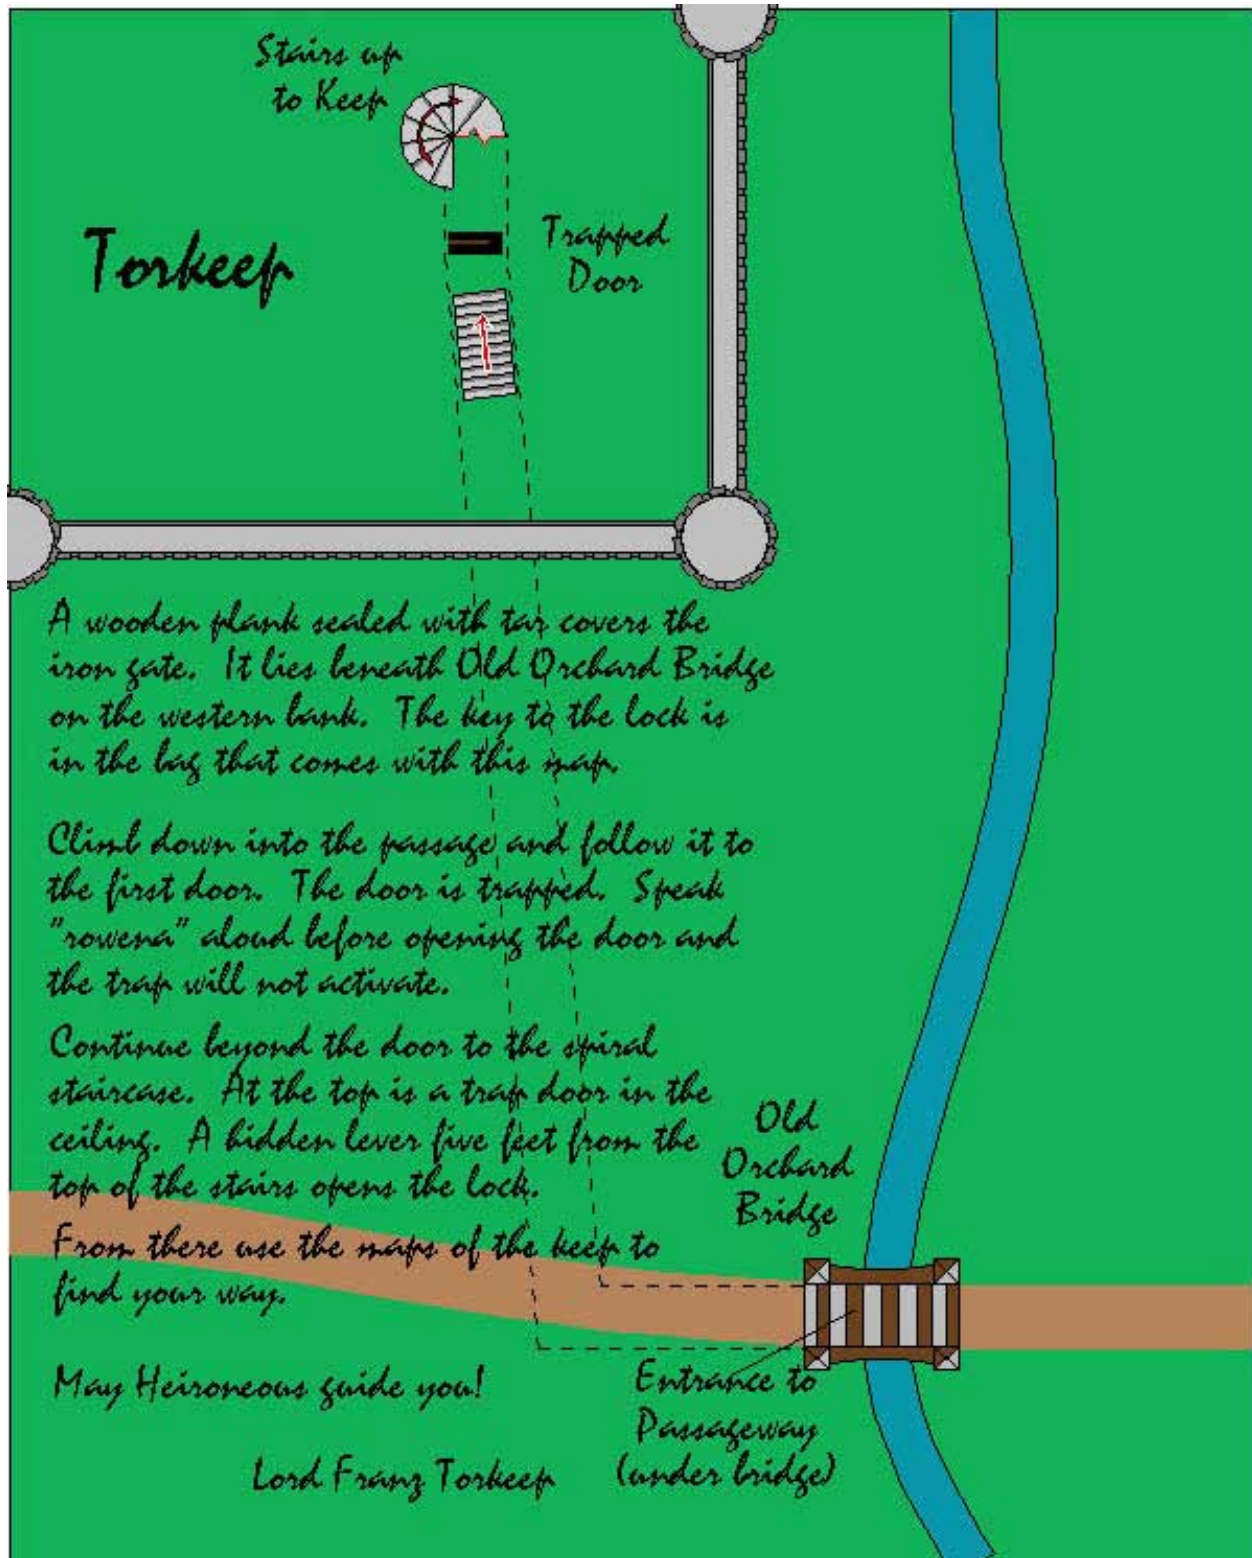 Stairs up
to Keep
Torkeep
Trapped
Door
A wooden plank sealed with tar covers the
iron gate.  It lies beneath Old Orchard Bridge
on the western bank.  The key to the lock is
in the bag that comes with this map.
Climb down into the passage and follow it to
the first door.  The door is trapped.  Speak
"rowena" aloud before opening the door and
the trap will not activate.
Continue beyond the door to the spiral
staircase.  At the top is a trap door in the
ceiling.  A hidden lever five feet from the
top of the stairs opens the lock.
From there use the maps of the keep to
find your way.
Old
Orchard
Bridge
May Heironeous guide you!
Lord Franz Torkeep
Entrance to
Passageway
(under bridge)